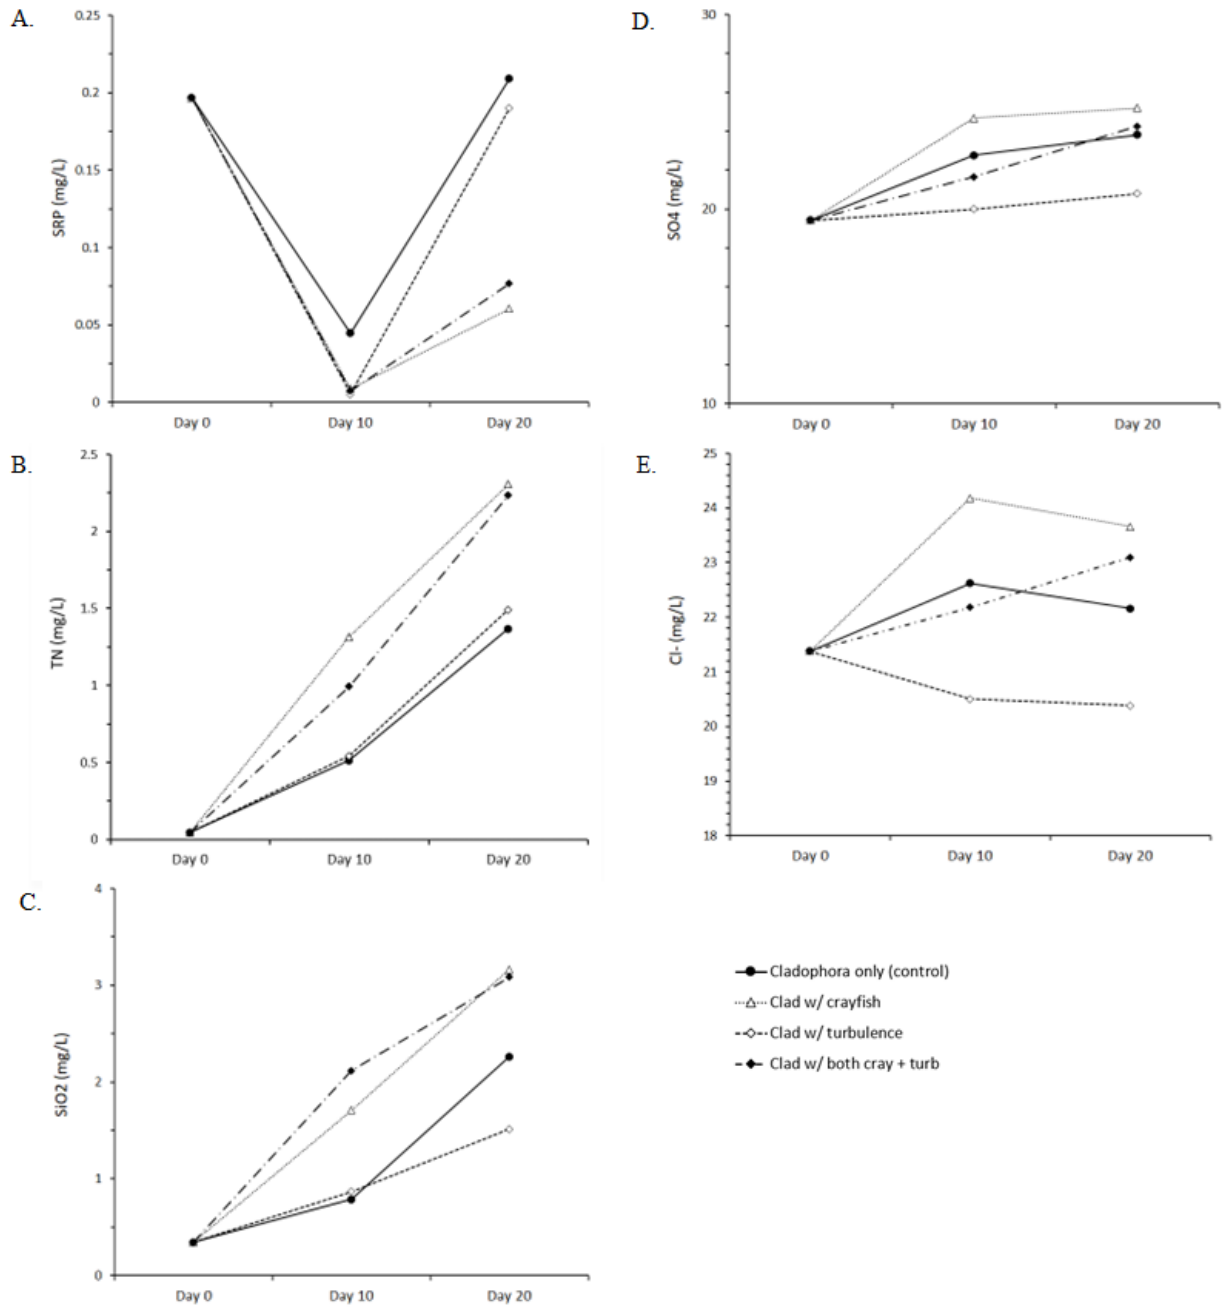 A.
0.25
0.2
0.15
0.1
0.05
0
SRP (mg/L)
Day 0 Day 10 Day 20
B.
2.5
2
1.5
1
0.5
0
TN (mg/L)
Day 0 Day 10 Day 20
C.
4
3
2
1
0
SiO2 (mg/L)
Day 0 Day 10 Day 20
D.
30
20
10
SO4 (mg/L)
Day 0 Day 10 Day 20
E.
25
24
23
22
21
20
19
18
Cl- (mg/L)
Day 0 Day 10 Day 20
Cladophora only (control)
Clad w/ crayfish
Clad w/ turbulence
Clad w/ both cray + turb